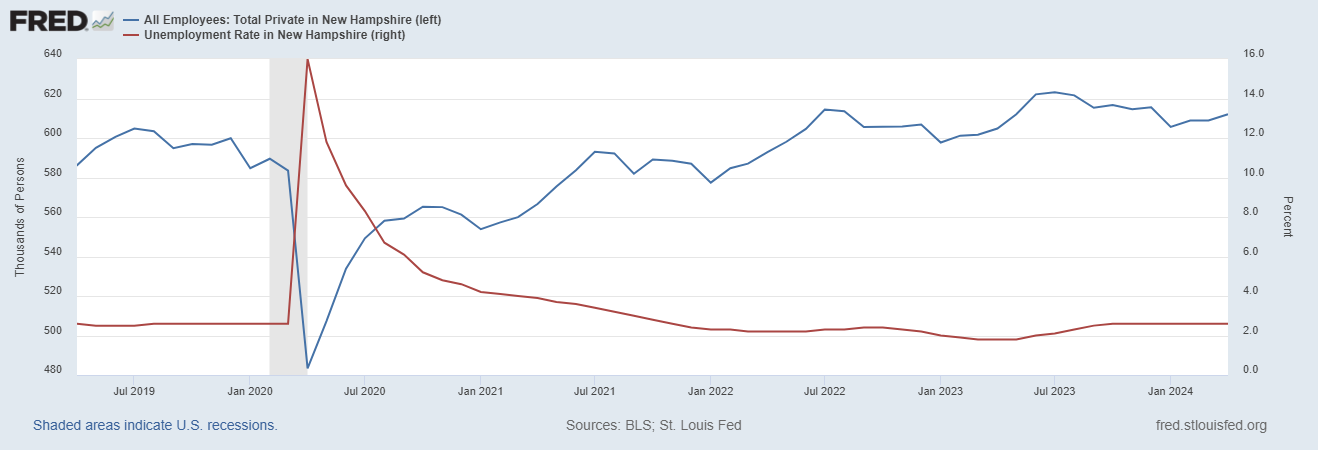 FRED
All Employees: Total Private in New Hampshire (left)
Unemployment Rate in New Hampshire (right)
640
620
600
580
560
540
520
500
480
Thousands of Persons
16.0
14.0
12.0
10.0
8.0
6.0
4.0
2.0
0.0
Percent
Jul 2019 Jan 2020 Jul 2020 Jan 2021 Jul 2021 Jan 2022 Jul 2022 Jan 2023 Jul 2023 Jan 2024
Shaded areas indicate U.S. recessions. Sources: BLS; St. Louis Fed fred.stlouisfed.org